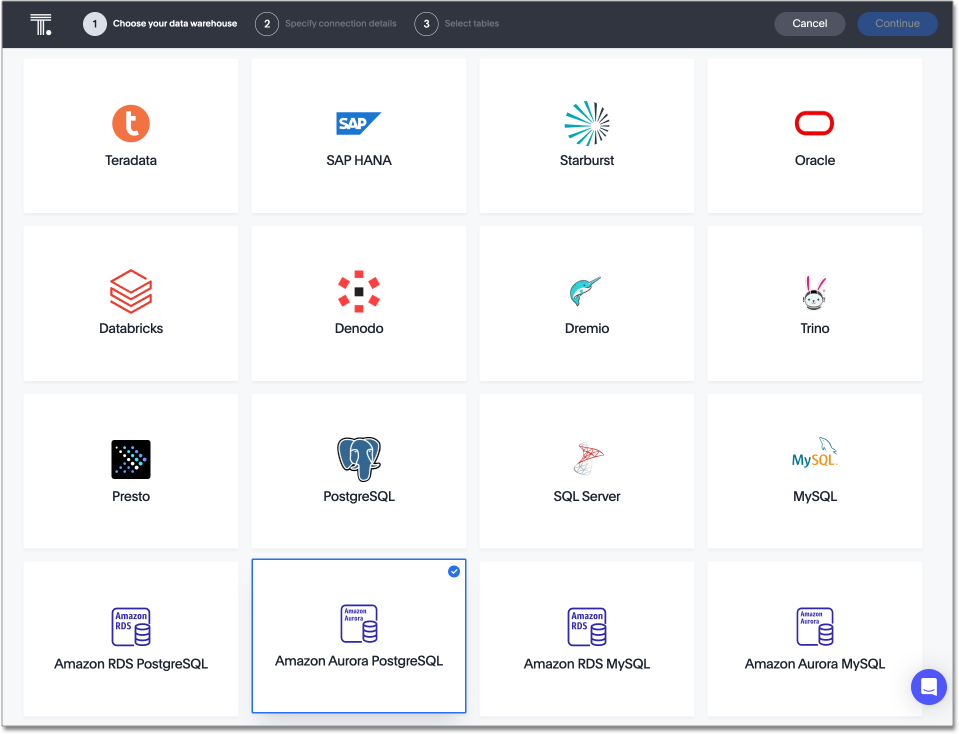 T.
1 Choose your data warehouse
2 Specify connection details
3 Select tables
Cancel
Continue
t
SAP
Teradata
SAP HANA
Starburst
Oracle
Databricks
Denodo
Dremio
Trino
MySQL
Presto
PostgreSQL
SQL Server
MySQL
Amazon
RDS
Amazon
Aurora
Amazon
RDS
Amazon
Aurora
Amazon RDS PostgreSQL
Amazon Aurora PostgreSQL
Amazon RDS MySQL
Amazon Aurora MySQL